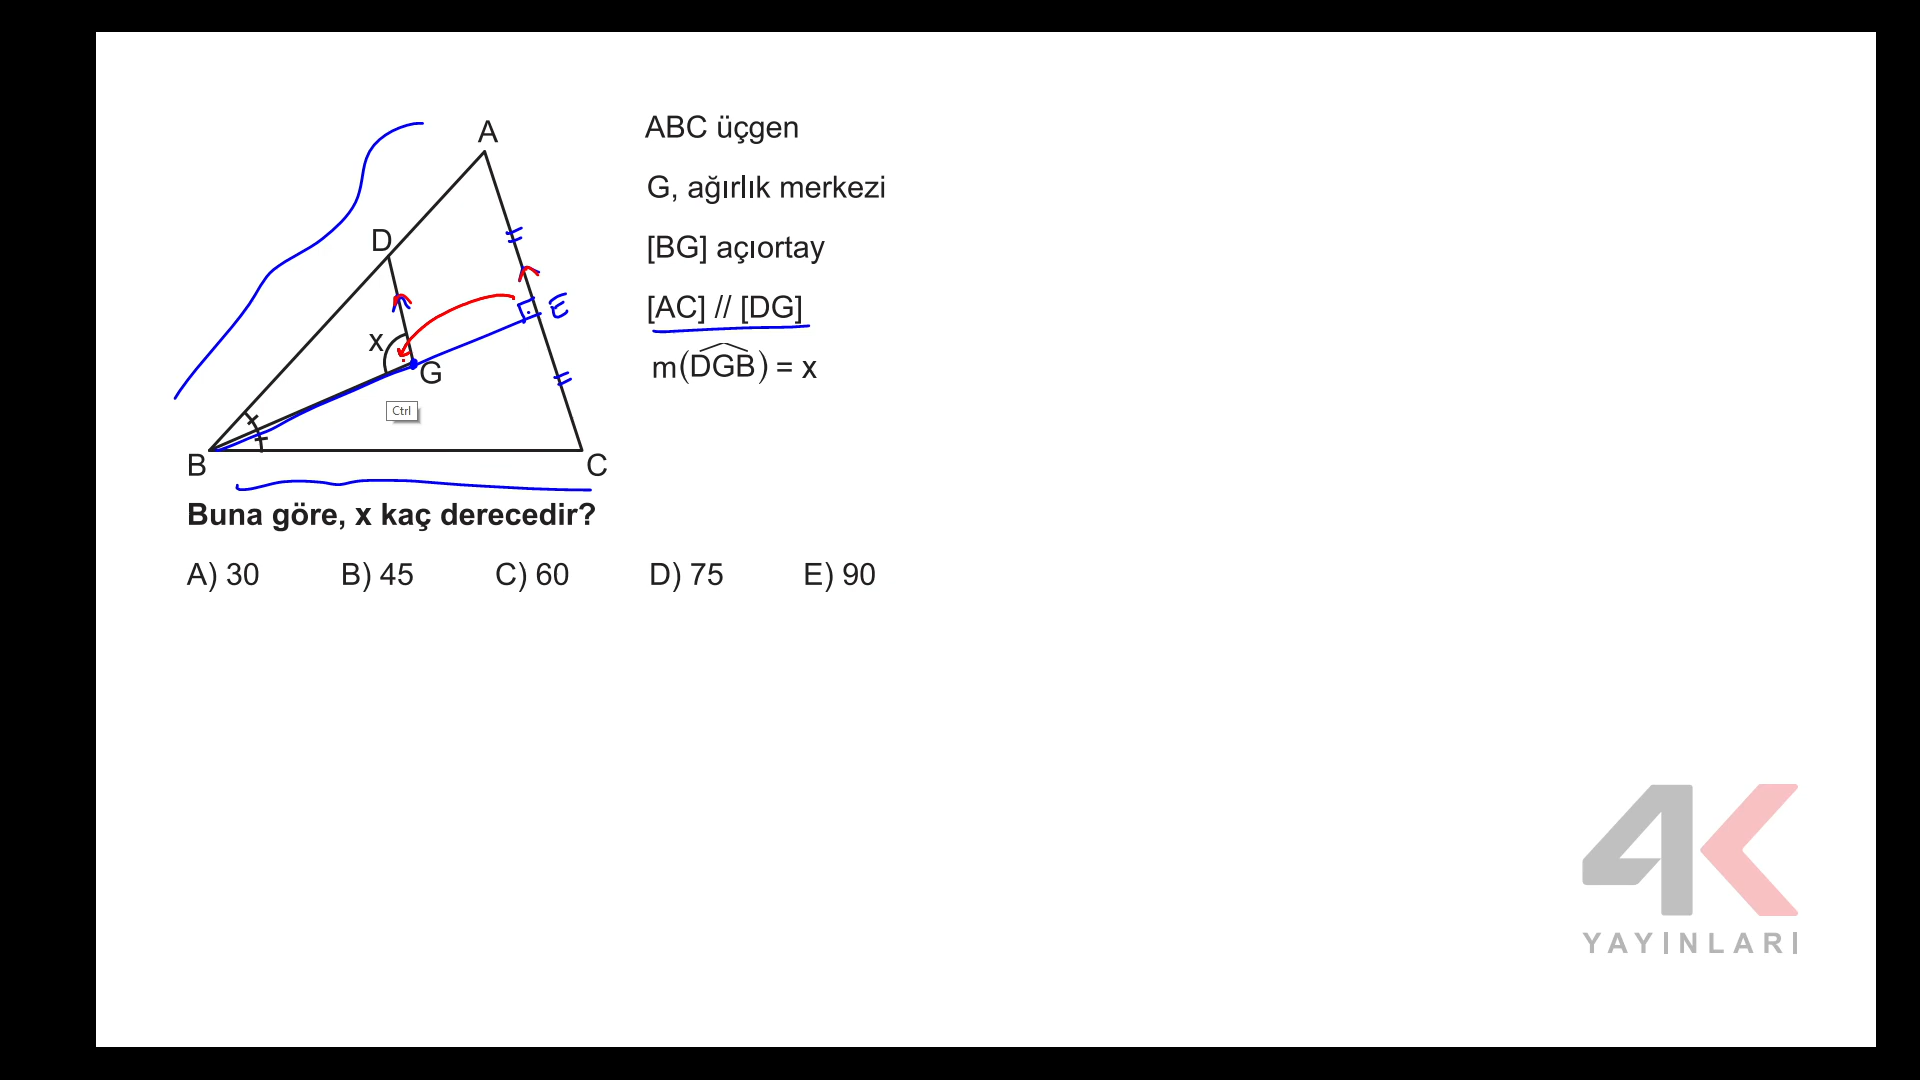 A
D
E
x
G
Ctrl
B
C
ABC üçgen
G, ağırlık merkezi
[BG] açıortay
[AC] // [DG]
m(DGB) = x
Buna göre, x kaç derecedir?
A) 30 B) 45 C) 60 D) 75 E) 90
4K
YAYINLARI